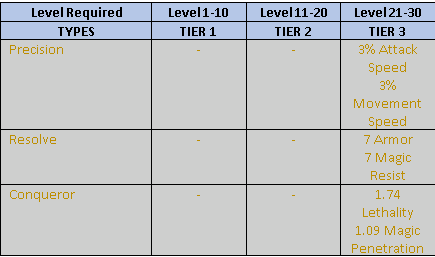 Level Required Level 1-10 Level 11-20 Level 21-30
TYPES TIER 1 TIER 2 TIER 3
Precision - - 3% Attack
Speed
3%
Movement
Speed
Resolve - - 7 Armor
7 Magic
Resist
Conqueror - - 1.74
Lethality
1.09 Magic
Penetration